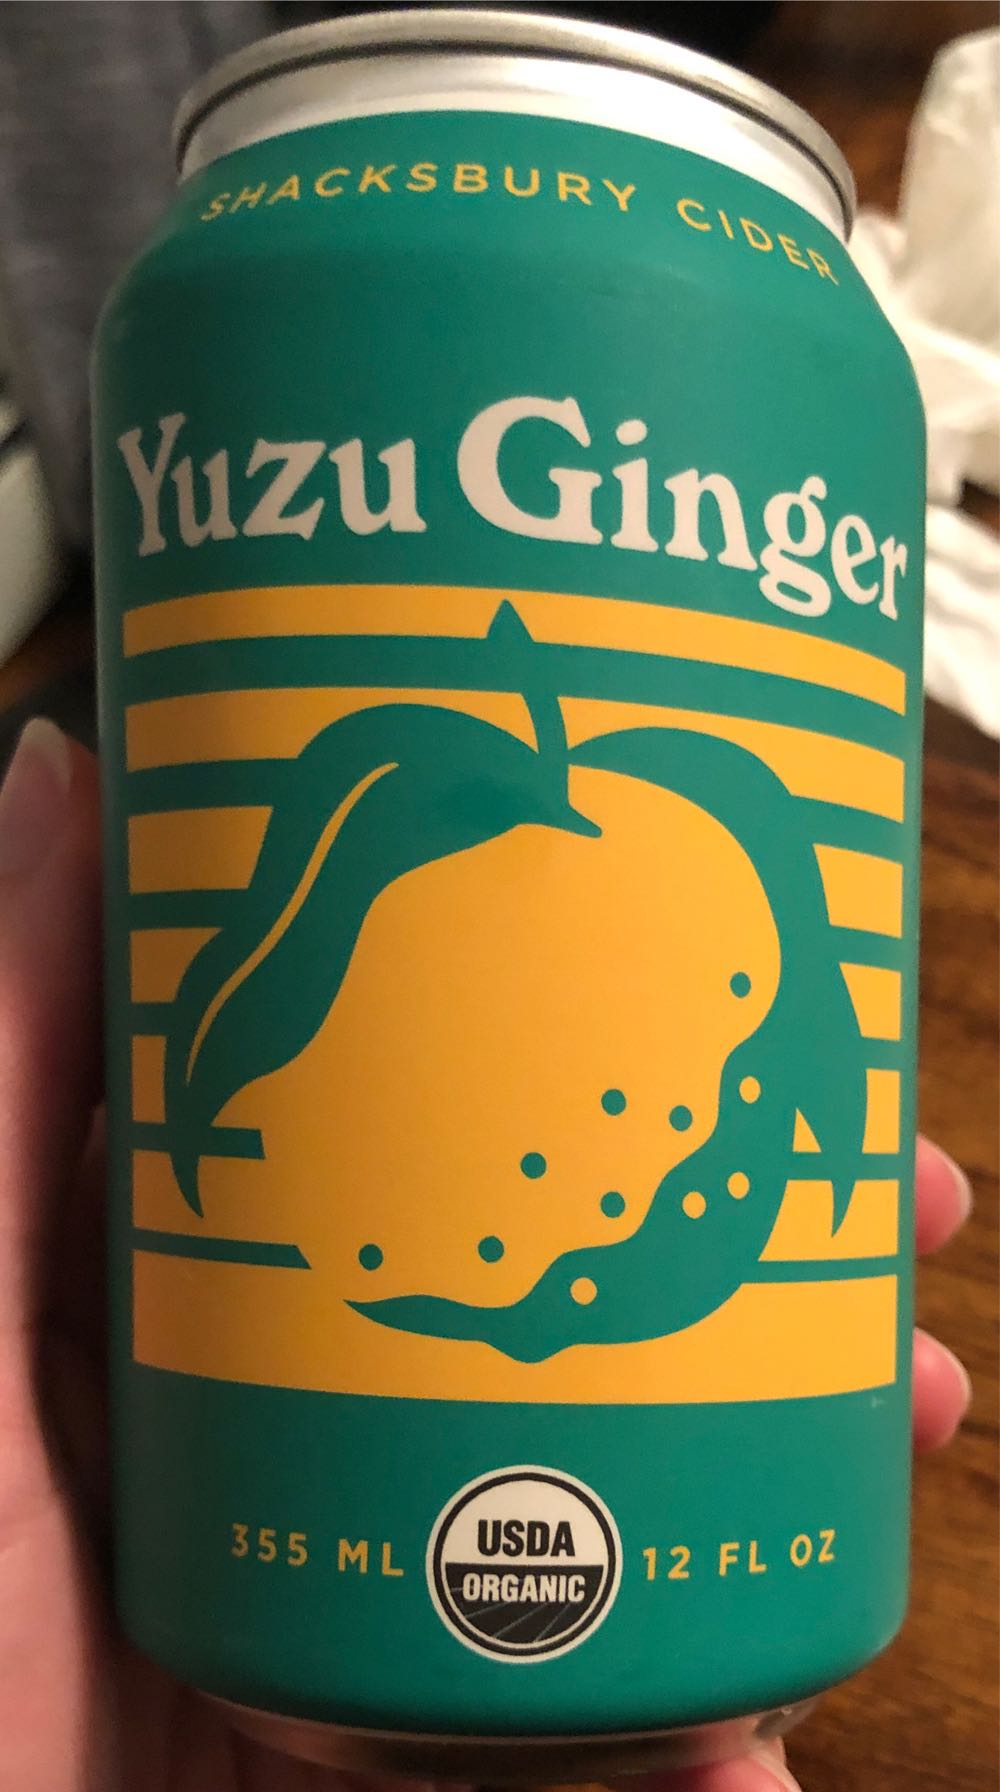 SHACKSBURY CIDER
Yuzu Ginger
355 ML
USDA
ORGANIC
12 FL OZ